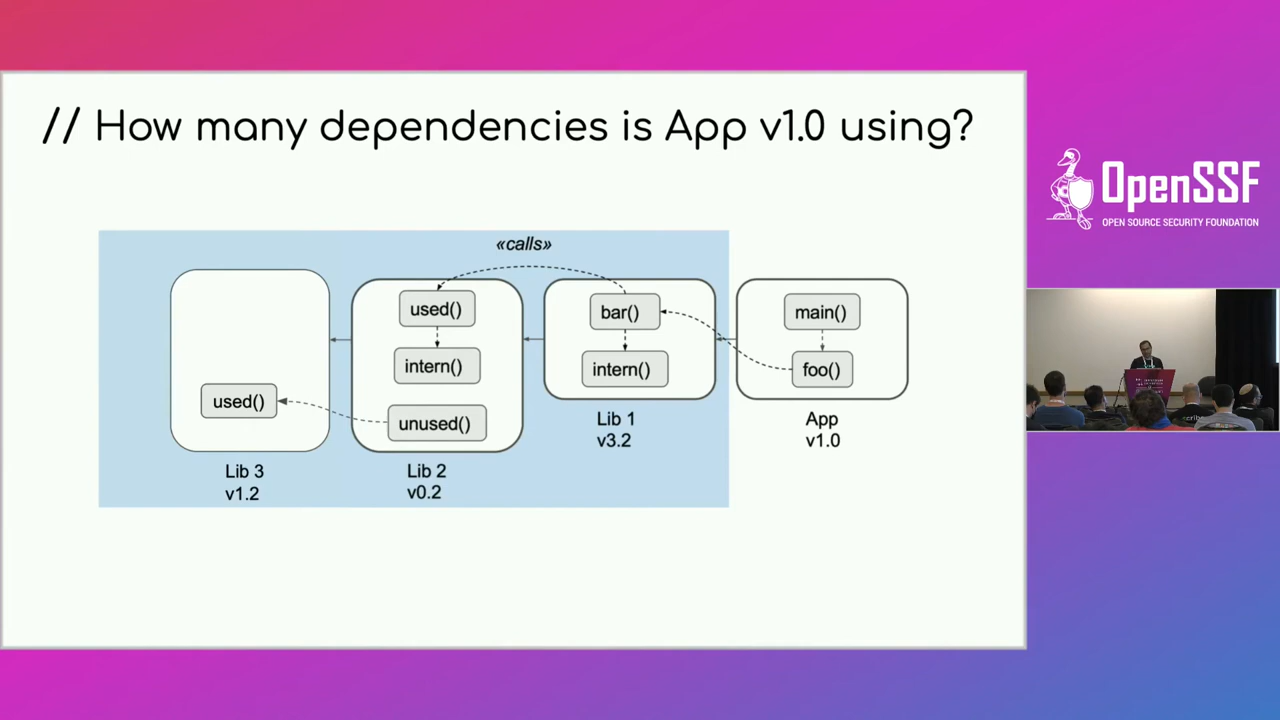 // How many dependencies is App v1.0 using?
OpenSSF
OPEN SOURCE SECURITY FOUNDATION
«calls»
used()
bar()
main()
intern()
intern()
foo()
used()
unused()
Lib 3
v1.2
Lib 2
v0.2
Lib 1
v3.2
App
v1.0